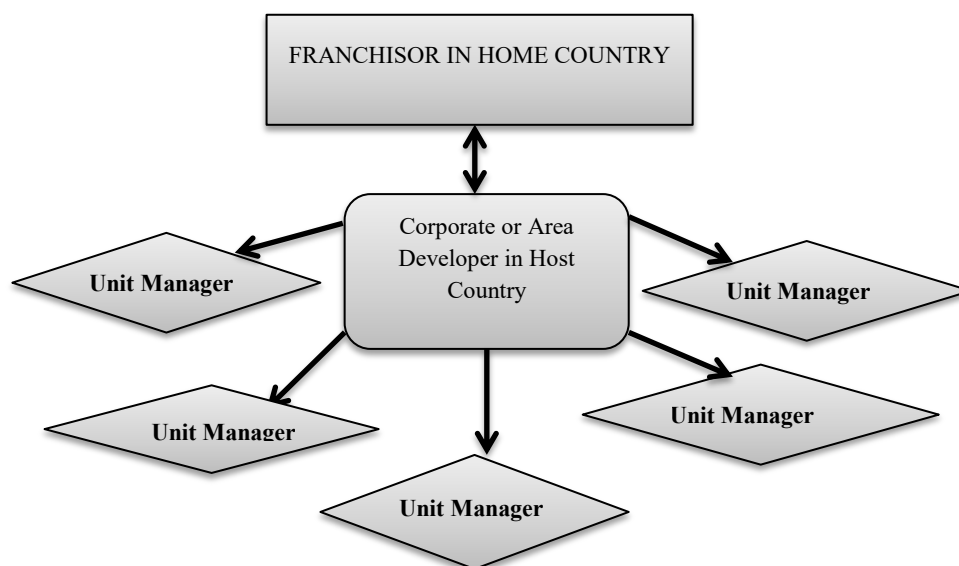 FRANCHISOR IN HOME COUNTRY
Corporate or Area
Developer in Host
Country
Unit Manager
Unit Manager
Unit Manager
Unit Manager
Unit Manager